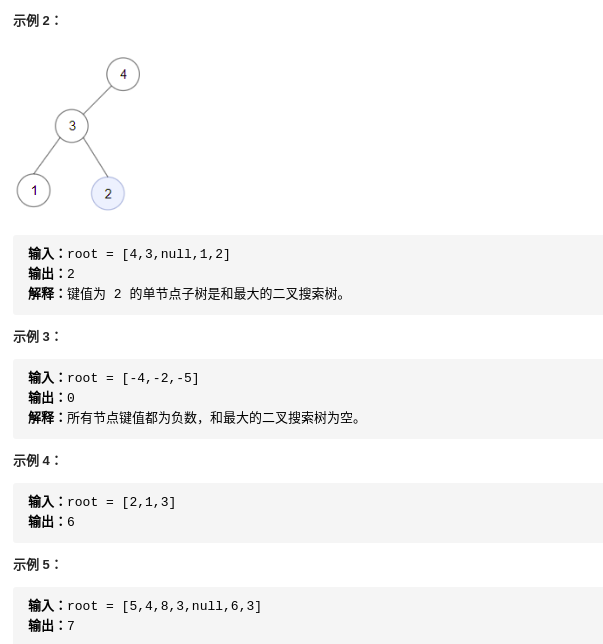 示例 2：
4
3
1
2
输入：root = [4,3,null,1,2]
输出：2
解释：键值为 2 的单节点子树是和最大的二叉搜索树。
示例 3：
输入：root = [-4,-2,-5]
输出：0
解释：所有节点键值都为负数，和最大的二叉搜索树为空。
示例 4：
输入：root = [2,1,3]
输出：6
示例 5：
输入：root = [5,4,8,3,null,6,3]
输出：7